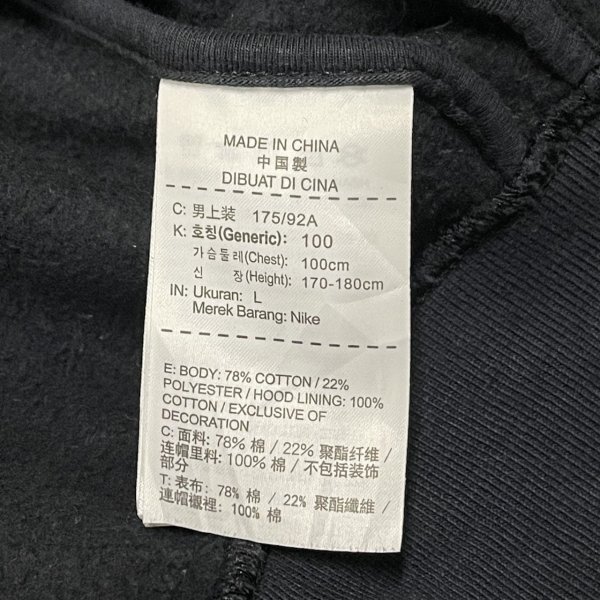 MADE IN CHINA
中国製
DIBUAT DI CINA
C: 男上装 175/92A
K: 호칭(Generic): 100
가슴둘레(Chest): 100cm
신 장(Height): 170-180cm
IN: Ukuran: L
Merek Barang: Nike
E: BODY: 78% COTTON / 22%
POLYESTER / HOOD LINING: 100%
COTTON / EXCLUSIVE OF
DECORATION
C: 面料: 78% 棉 / 22% 聚酯纤维 /
连帽里料: 100% 棉 / 不包括装饰
部分
T: 表布: 78% 棉 / 22% 聚酯纖維 /
連帽襯裡: 100% 棉